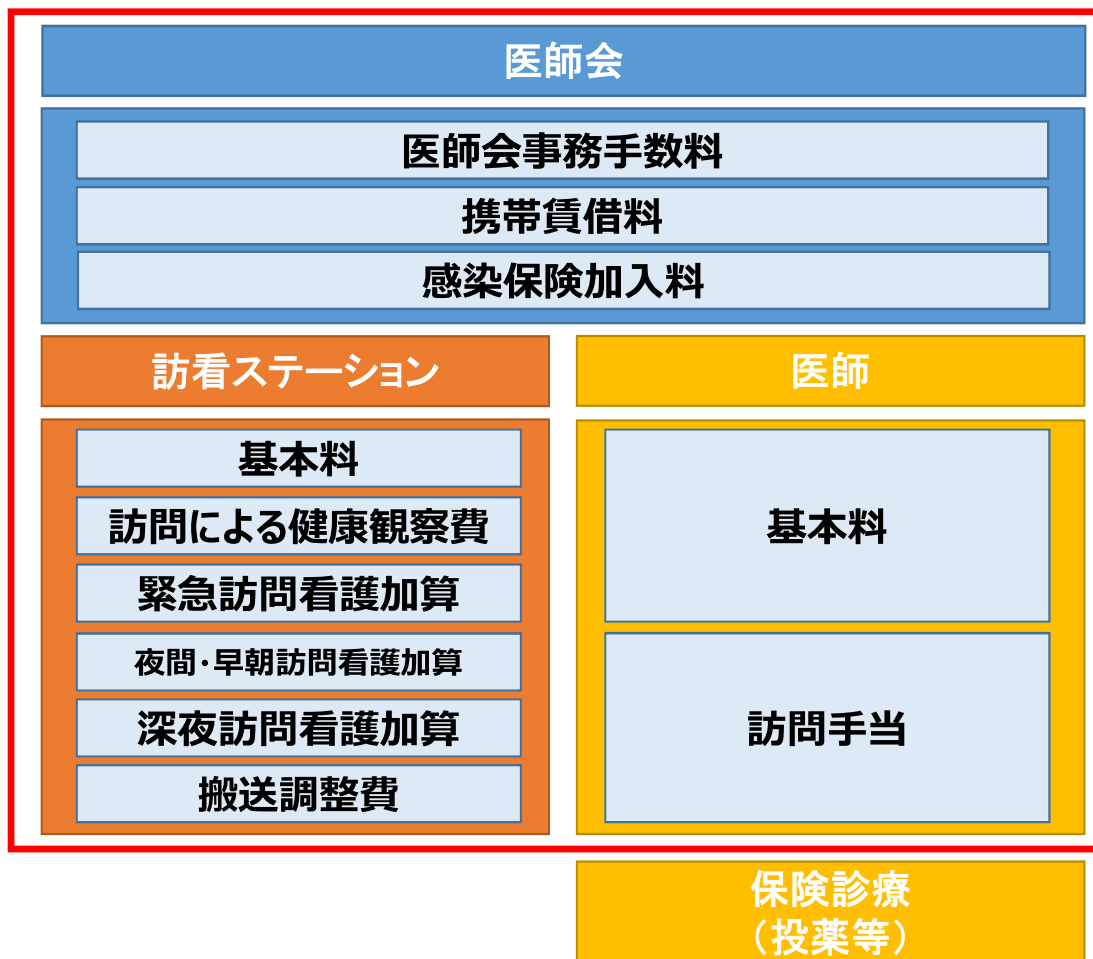 医師会
医師会事務手数料
携帯賃借料
感染保険加入料
訪看ステーション
基本料
訪問による健康観察費
緊急訪問看護加算
夜間・早朝訪問看護加算
深夜訪問看護加算
搬送調整費
医師
基本料
訪問手当
保険診療
（投薬等）